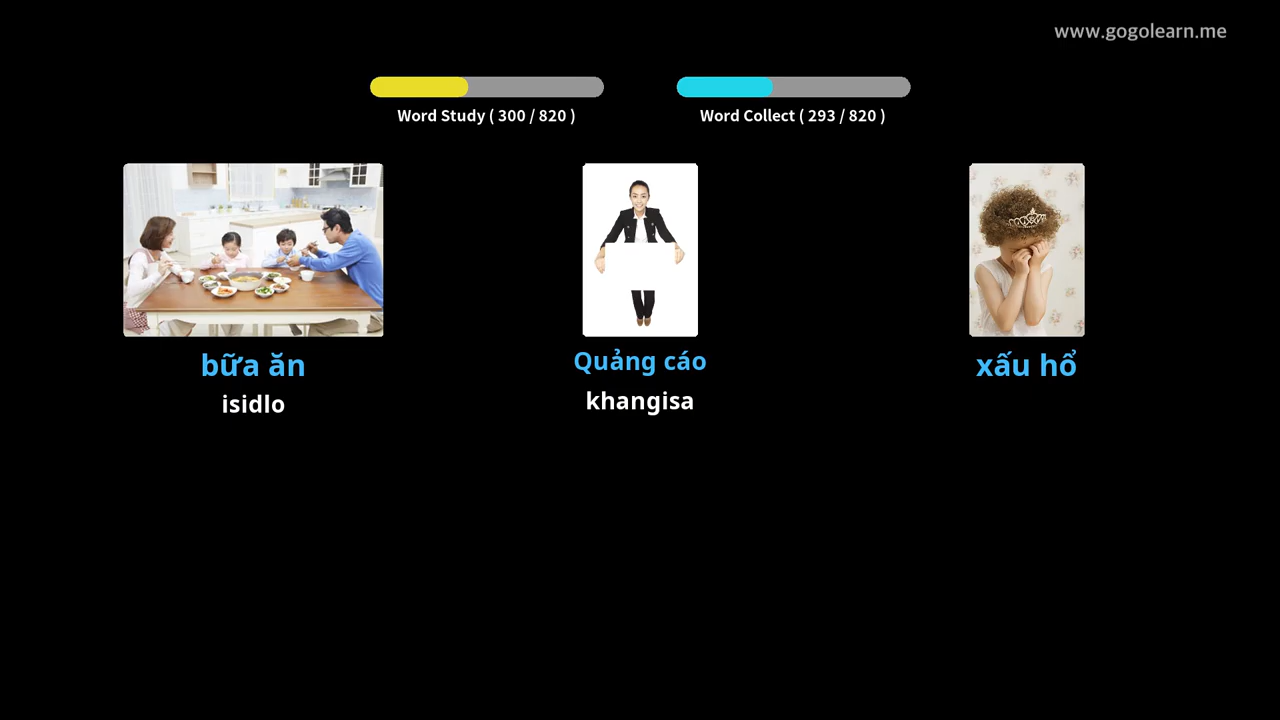 www.gogolearn.me
Word Study ( 300 / 820 )
Word Collect ( 293 / 820 )
bữa ăn
isidlo
Quảng cáo
khangisa
xấu hổ